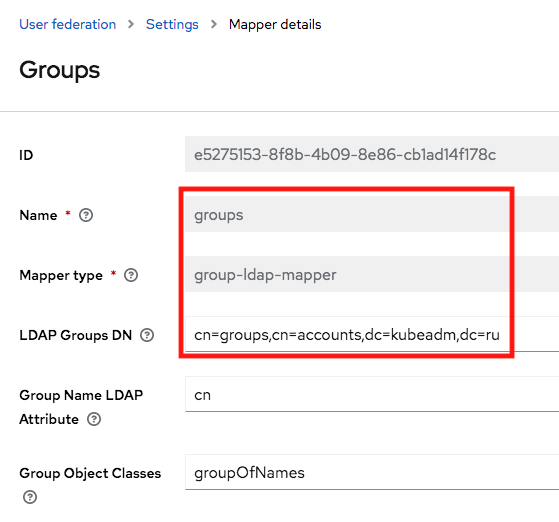 User federation > Settings > Mapper details
Groups
ID e5275153-8f8b-4b09-8e86-cb1ad14f178c
Name * groups
Mapper type * group-ldap-mapper
LDAP Groups DN cn=groups,cn=accounts,dc=kubeadm,dc=ru
Group Name LDAP
Attribute
cn
Group Object Classes groupOfNames